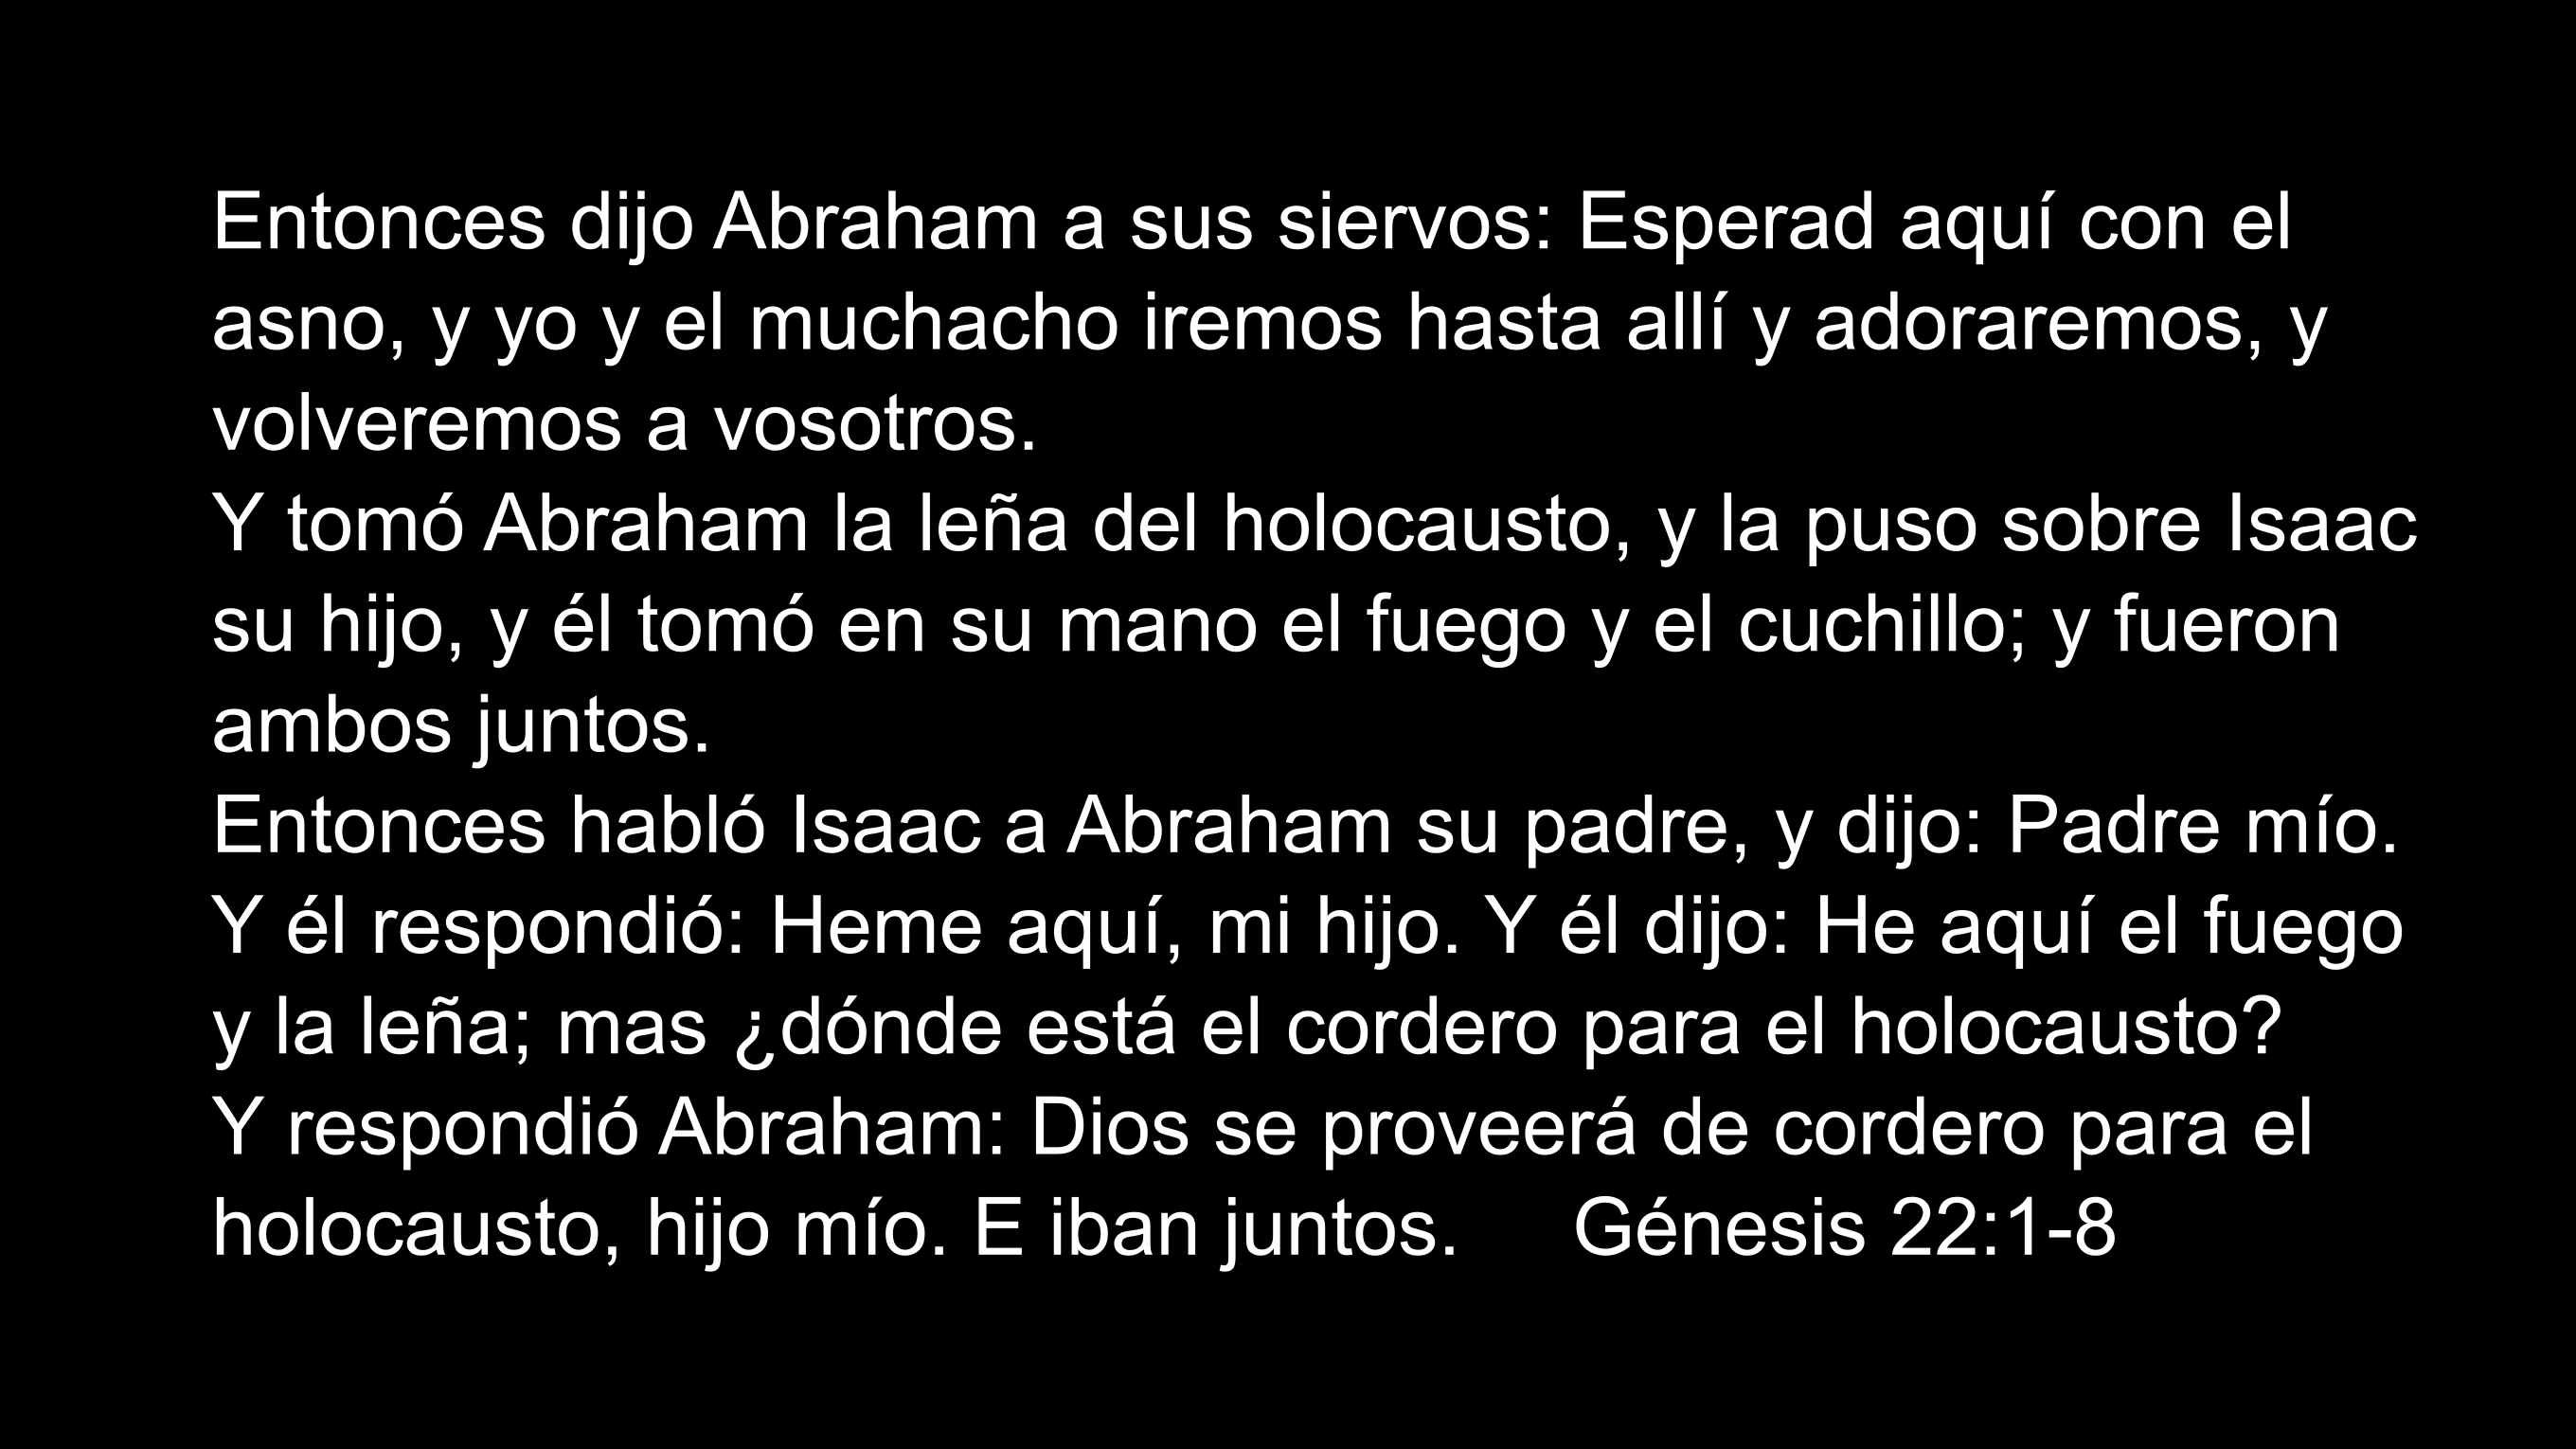 Entonces dijo Abraham a sus siervos: Esperad aquí con el
asno, y yo y el muchacho iremos hasta allí y adoraremos, y
volveremos a vosotros.
Y tomó Abraham la leña del holocausto, y la puso sobre Isaac
su hijo, y él tomó en su mano el fuego y el cuchillo; y fueron
ambos juntos.
Entonces habló Isaac a Abraham su padre, y dijo: Padre mío.
Y él respondió: Heme aquí, mi hijo. Y él dijo: He aquí el fuego
y la leña; mas ¿dónde está el cordero para el holocausto?
Y respondió Abraham: Dios se proveerá de cordero para el
holocausto, hijo mío. E iban juntos. Génesis 22:1-8